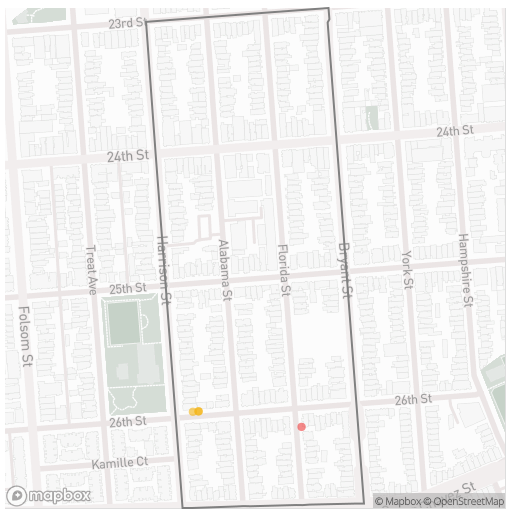 23rd St
24th St
24th St
Treat Ave
Harrison St
Alabama St
Florida St
Bryant St
York St
Hampshire St
25th St
Folsom St
26th St
26th St
Kamille Ct
z St
mapbox
© Mapbox © OpenStreetMap